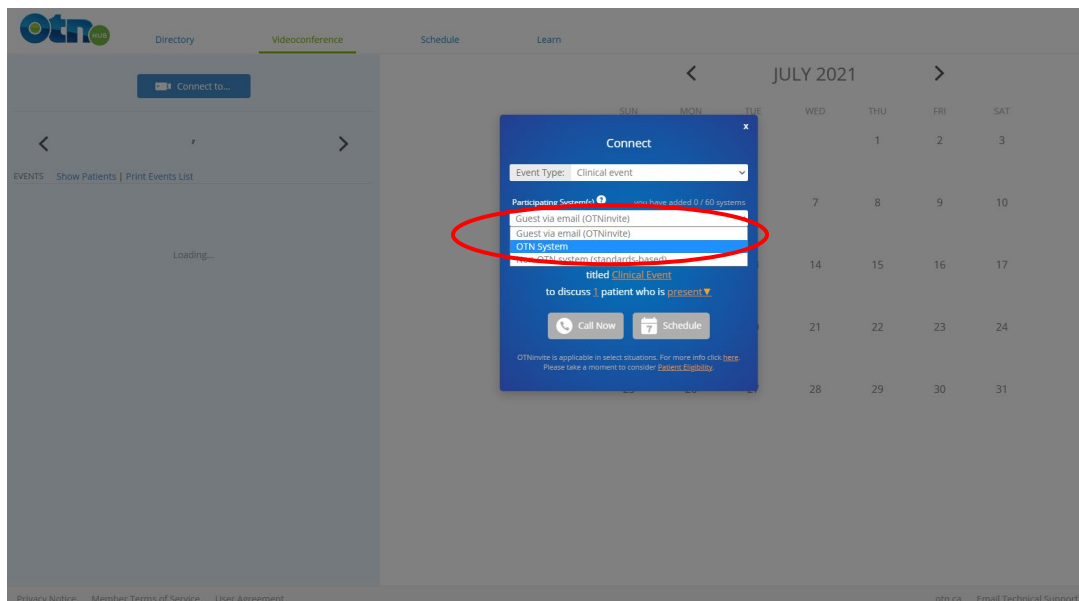 otn HUB
Directory Videoconference Schedule Learn
Connect to...
JULY 2021
SUN MON TUE WED THU FRI SAT
1 2 3
,
EVENTS Show Patients | Print Events List
Loading...
x
Connect
Event Type: Clinical event
Participating System(s) ? you have added 0 / 60 systems
Guest via email (OTNinvite)
Guest via email (OTNinvite)
OTN System
Non-OTN system (standards-based)
titled Clinical Event
to discuss 1 patient who is present
Call Now 7 Schedule
OTNinvite is applicable in select situations. For more info click here.
Please take a moment to consider Patient Eligibility.
7 8 9 10
14 15 16 17
21 22 23 24
28 29 30 31
Privacy Notice Member Terms of Service User Agreement otn.ca Email Technical Support